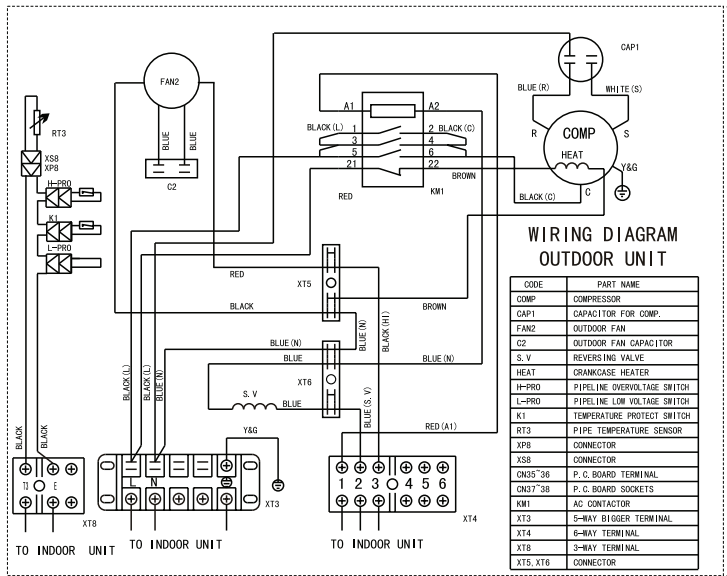 CAP1
FAN2
BLUE(R)
WHITE(S)
A1
A2
RT3
BLUE
BLUE
BLACK(L)
1
2
BLACK(C)
3
4
R
COMP
S
XS8
XP8
5
6
HEAT
21
22
Y&G
H-PRO
C2
RED
KM1
BROWN
C
BLACK(C)
K1
L-PRO
WIRING DIAGRAM
OUTDOOR UNIT
RED
XT5
BLACK
BROWN
BLUE(N)
BLACK(HI)
BLUE(N)
BLUE
BLUE(N)
BLACK(L)
BLACK(L)
BLUE(N)
XT6
S.V
BLUE
BLUE(S.V)
BLACK
BLACK
Y&G
RED(A1)
T3
E
L
N
XT3
1 2 3 4 5 6
XT8
XT4
TO INDOOR UNIT
TO INDOOR UNIT
TO INDOOR UNIT
CODE PART NAME
COMP COMPRESSOR
CAP1 CAPACITOR FOR COMP.
FAN2 OUTDOOR FAN
C2 OUTDOOR FAN CAPACITOR
S.V REVERSING VALVE
HEAT CRANKCASE HEATER
H-PRO PIPELINE OVERVOLTAGE SWITCH
L-PRO PIPELINE LOW VOLTAGE SWITCH
K1 TEMPERATURE PROTECT SWITCH
RT3 PIPE TEMPERATURE SENSOR
XP8 CONNECTOR
XS8 CONNECTOR
CN35~36 P.C.BOARD TERMINAL
CN37~38 P.C.BOARD SOCKETS
KM1 AC CONTACTOR
XT3 5-WAY BIGGER TERMINAL
XT4 6-WAY TERMINAL
XT8 3-WAY TERMINAL
XT5,XT6 CONNECTOR